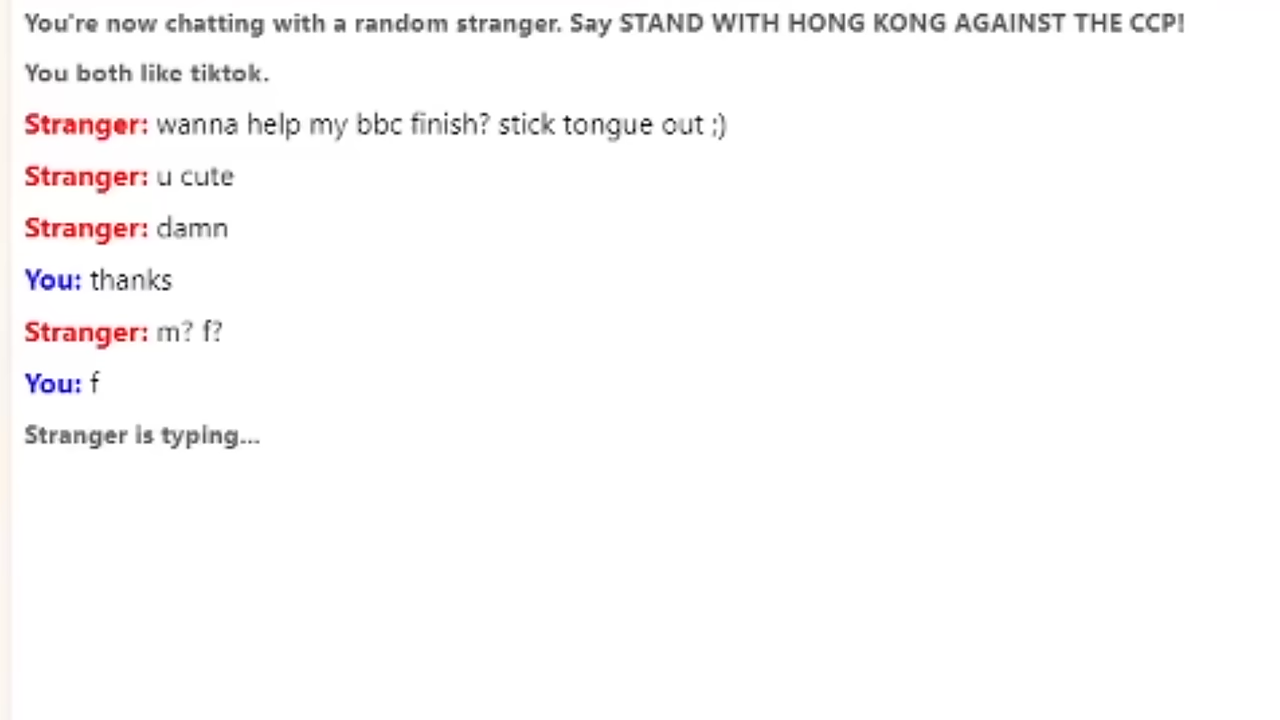 You're now chatting with a random stranger. Say STAND WITH HONG KONG AGAINST THE CCP!
You both like tiktok.
Stranger: wanna help my bbc finish? stick tongue out ;)
Stranger: u cute
Stranger: damn
You: thanks
Stranger: m? f?
You: f
Stranger is typing...